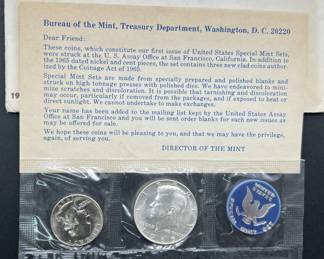 Bureau of the Mint, Treasury Department, Washington, D. C. 20220
Dear Friend:
These coins, which constitute our first issue of United States Special Mint Sets,
were struck at the U. S. Assay Office at San Francisco, California. In addition to
the 1965 dated nickel and cent pieces, the set contains three new clad coins author-
ized by the Coinage Act of 1965.
Special Mint Sets are made from specially prepared and polished blanks and
struck on high tonnage presses with polished dies. We have endeavored to mini-
mize scratches and discoloration. It is possible that tarnishing and discoloration
may occur, particularly if removed from the packages, and if exposed to heat or
direct sunlight. We cannot undertake to make exchanges.
Your name has been added to the mailing list kept by the United States Assay
Office at San Francisco and you will be sent order blanks for such new issues as
may be offered for sale.
We hope these coins will be pleasing to you, and that we may have the privilege,
again, of serving you.
DIRECTOR OF THE MINT
19
UNITED
STATES
SPECIAL MINT SET